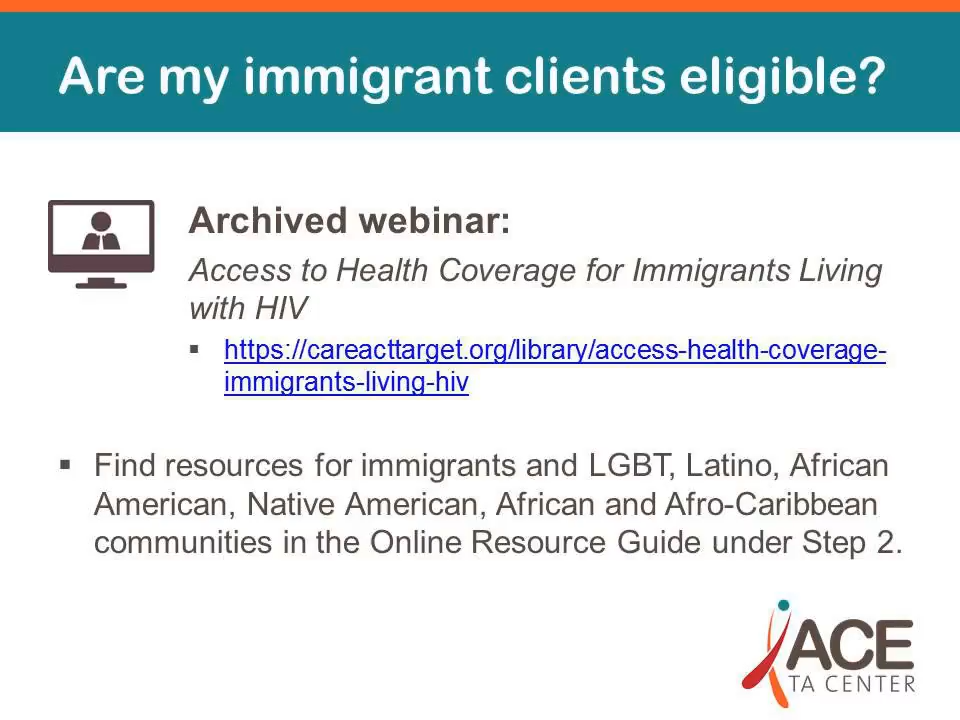 Are my immigrant clients eligible?
Archived webinar:
Access to Health Coverage for Immigrants Living
with HIV
▪ https://careacttarget.org/library/access-health-coverage-
immigrants-living-hiv
▪ Find resources for immigrants and LGBT, Latino, African
American, Native American, African and Afro-Caribbean
communities in the Online Resource Guide under Step 2.
ACE
TA CENTER